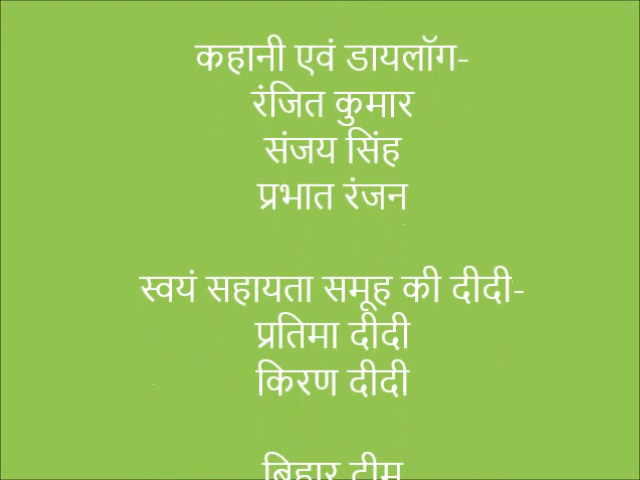 कहानी एवं डायलॉग-
रंजित कुमार
संजय सिंह
प्रभात रंजन
स्वयं सहायता समूह की दीदी-
प्रतिमा दीदी
किरण दीदी
बिहार टीम